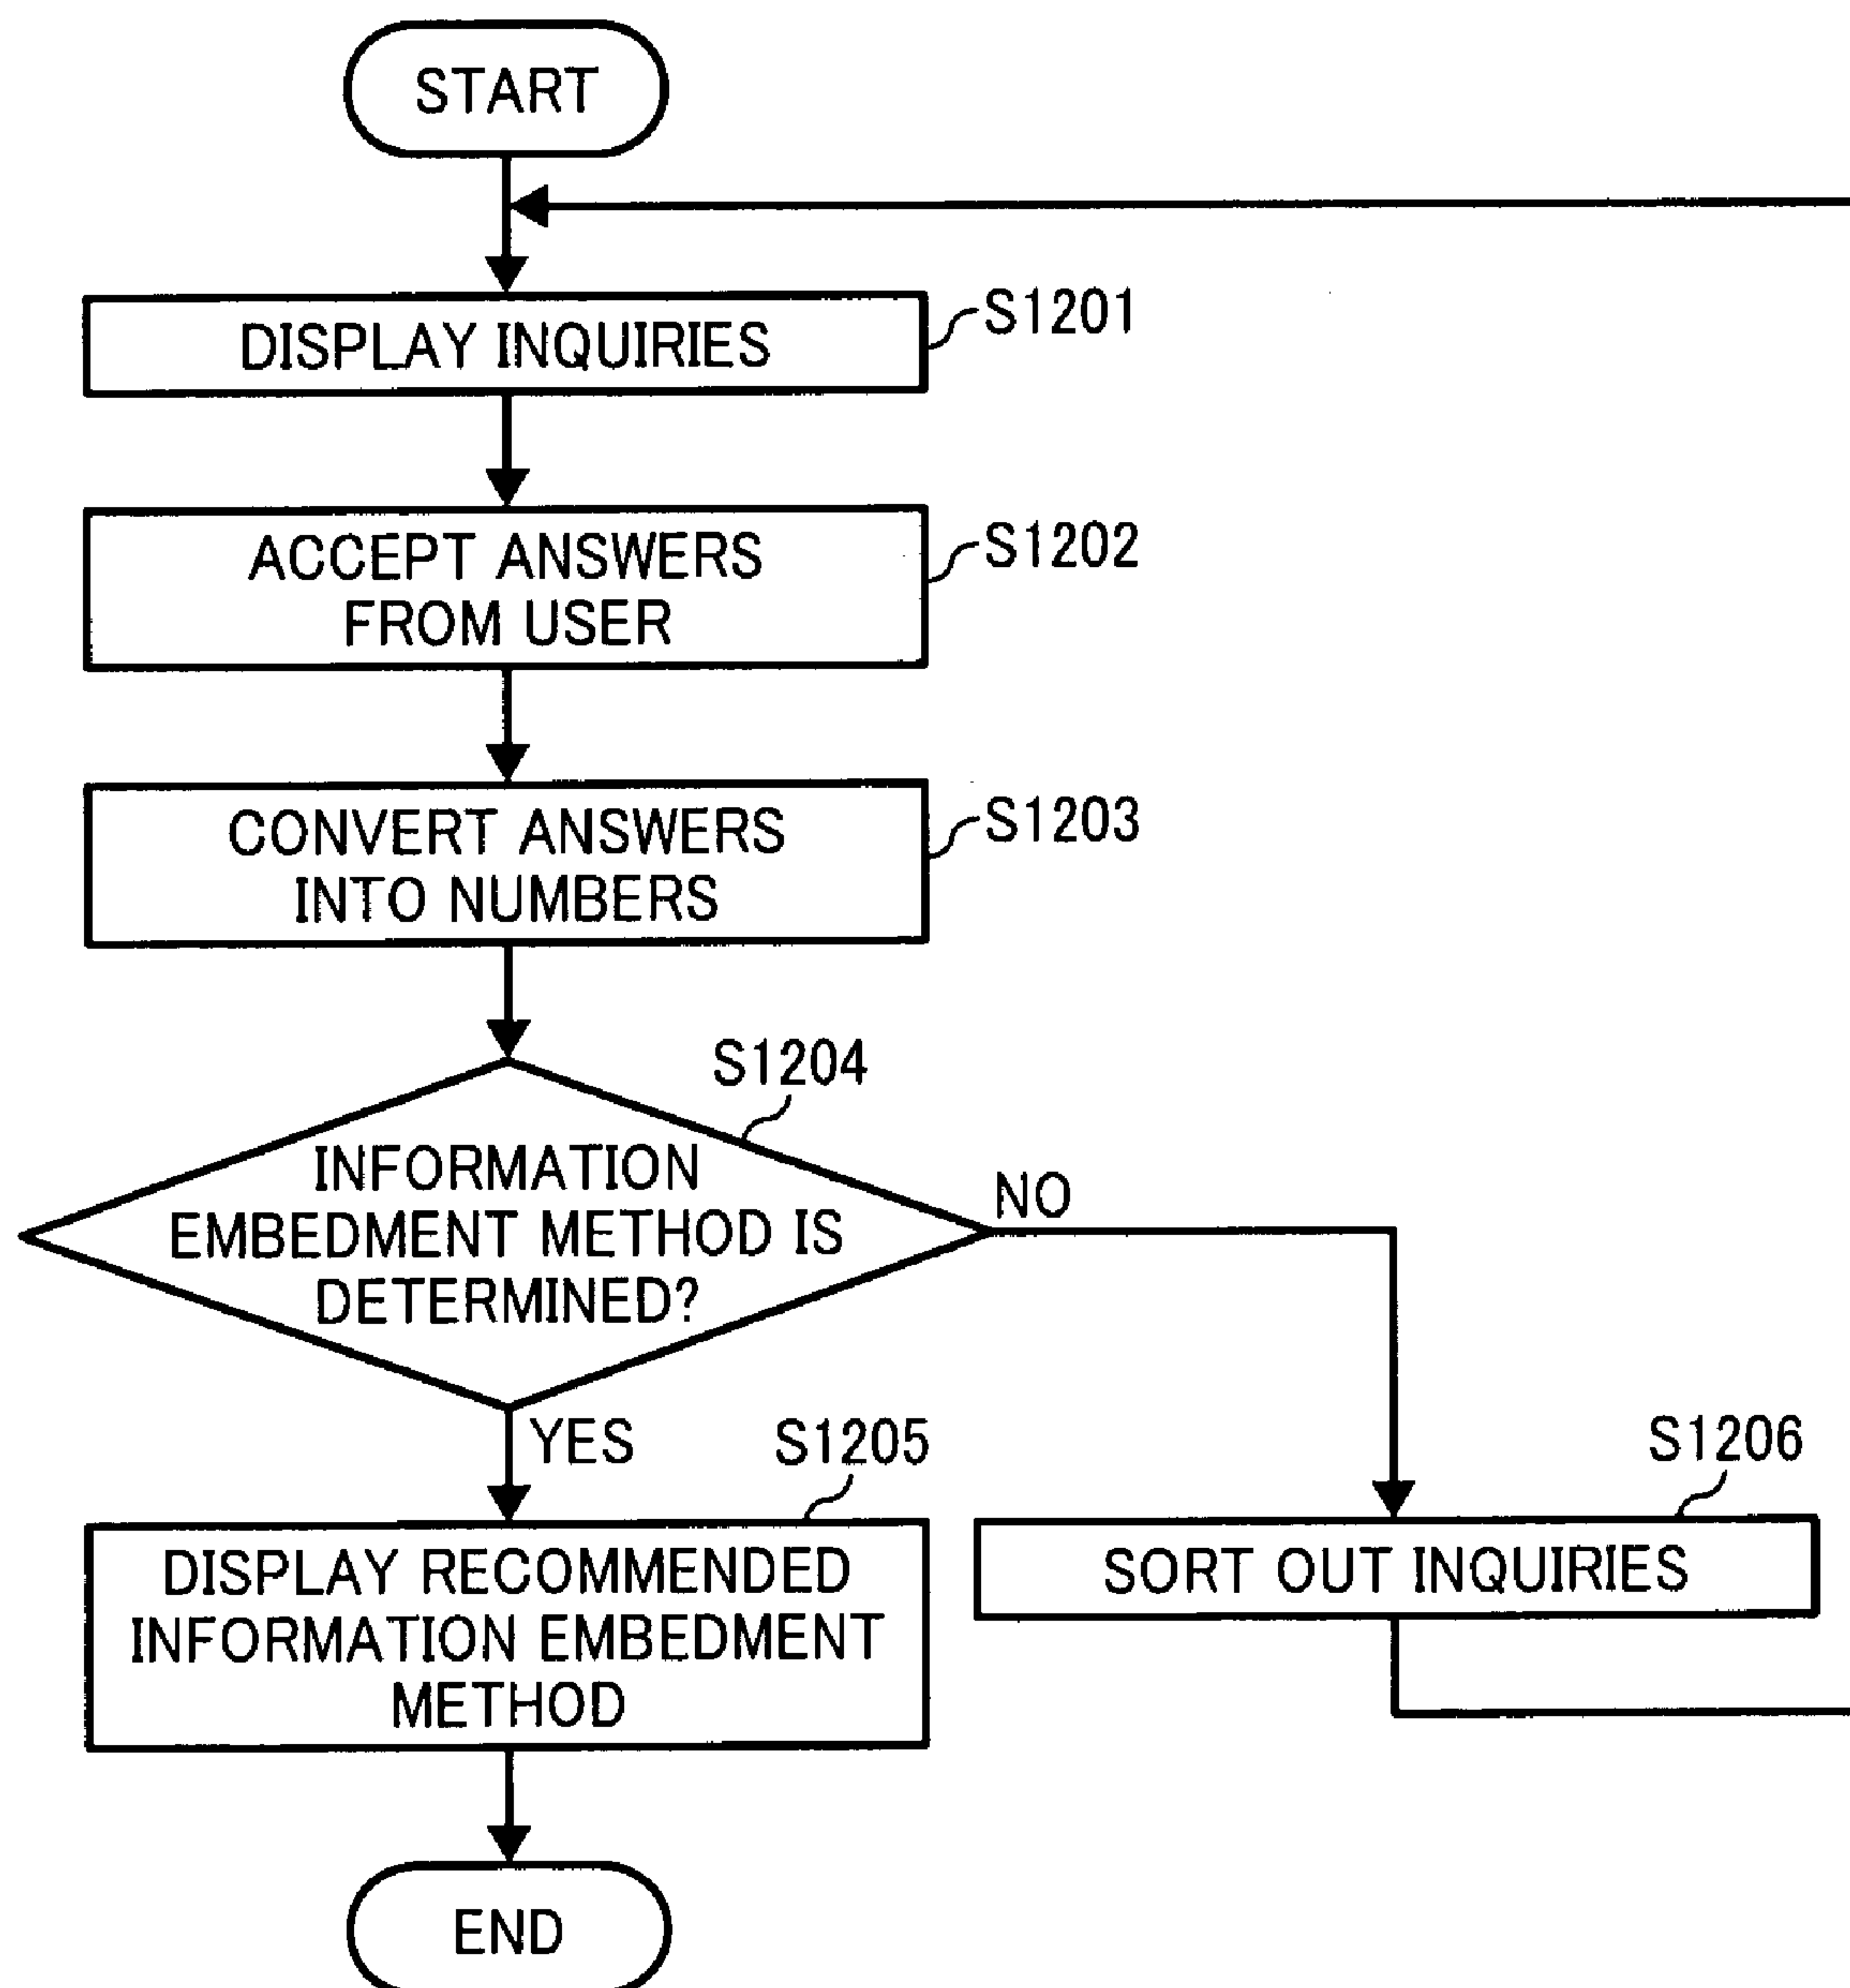 START
DISPLAY INQUIRIES
S1201
ACCEPT ANSWERS
FROM USER
S1202
CONVERT ANSWERS
INTO NUMBERS
S1203
S1204
INFORMATION
EMBEDMENT METHOD IS
DETERMINED?
NO
YES
S1205
DISPLAY RECOMMENDED
INFORMATION EMBEDMENT
METHOD
S1206
SORT OUT INQUIRIES
END